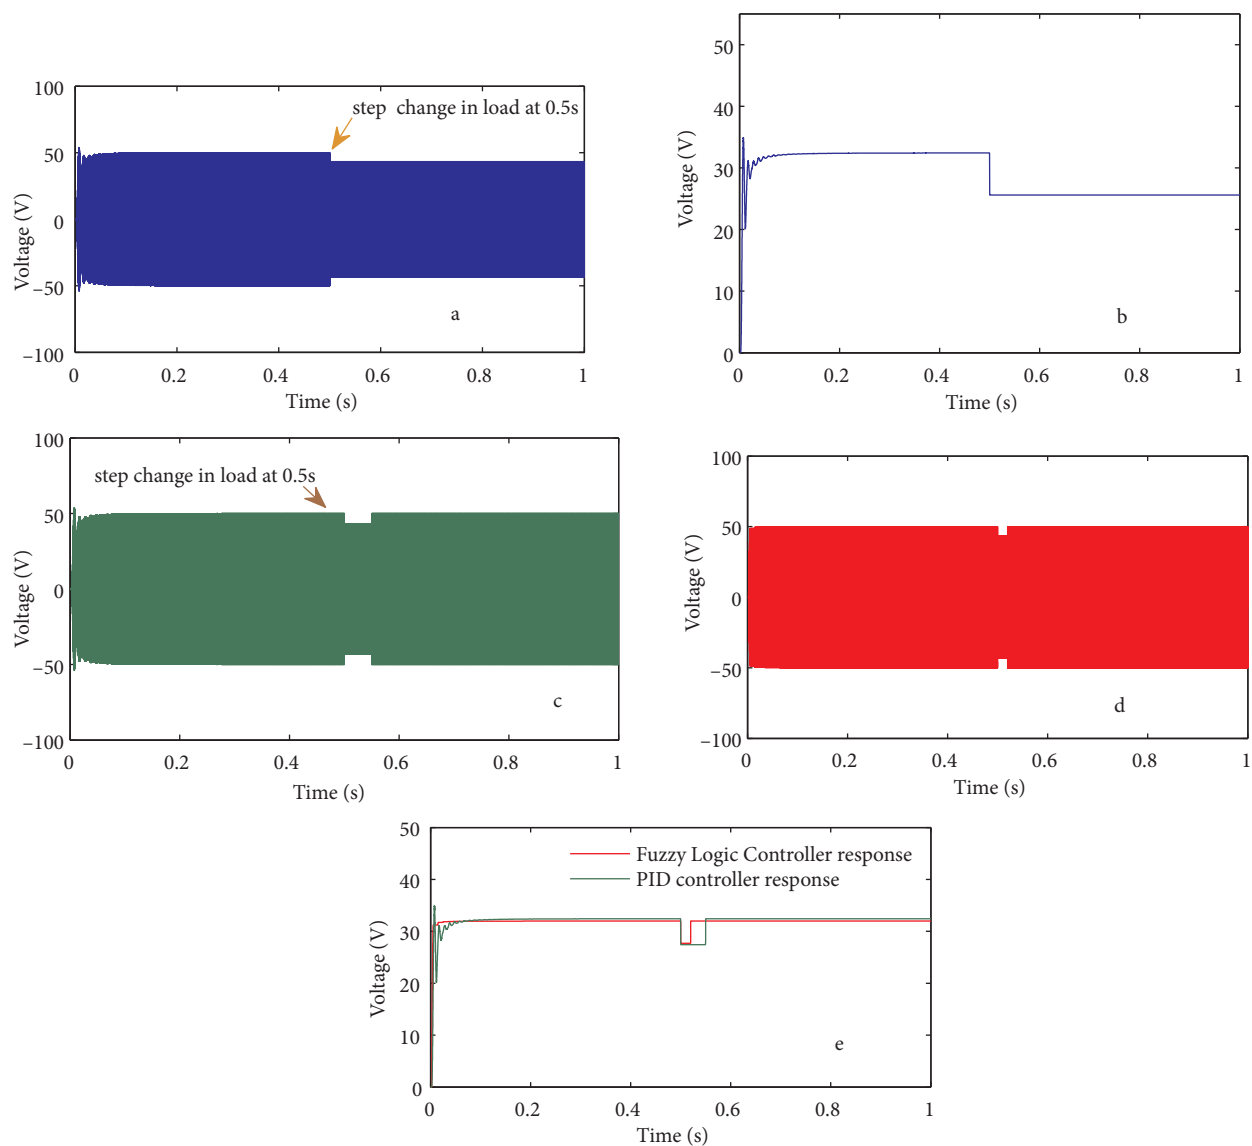 100
50
0
−50
−100
Voltage (V)
step change in load at 0.5s
a
0 0.2 0.4 0.6 0.8 1
Time (s)
50
40
30
20
10
0
Voltage (V)
b
0 0.2 0.4 0.6 0.8 1
Time (s)
100
50
0
−50
−100
Voltage (V)
step change in load at 0.5s
c
0 0.2 0.4 0.6 0.8 1
Time (s)
100
50
0
−50
−100
Voltage (V)
d
0 0.2 0.4 0.6 0.8 1
Time (s)
50
40
30
20
10
0
Voltage (V)
Fuzzy Logic Controller response
PID controller response
e
0 0.2 0.4 0.6 0.8 1
Time (s)